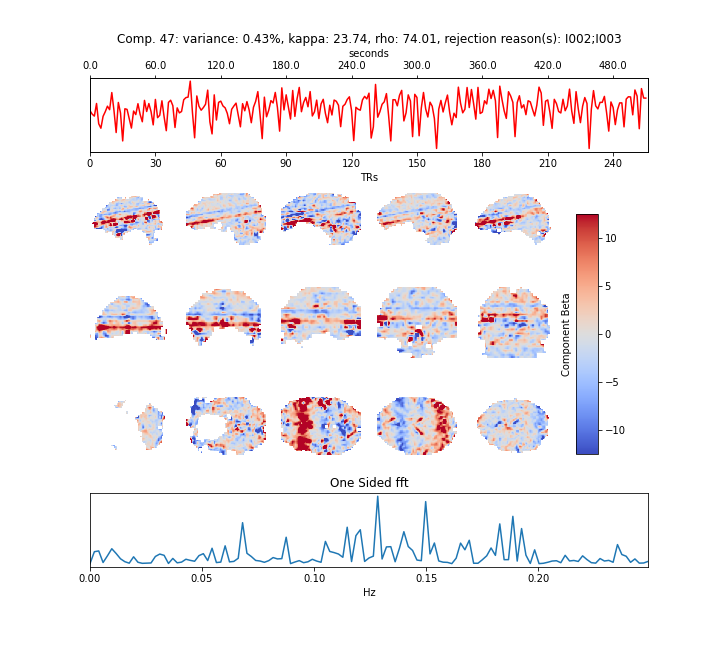 Comp. 47: variance: 0.43%, kappa: 23.74, rho: 74.01, rejection reason(s): I002;I003
seconds
0.0 60.0 120.0 180.0 240.0 300.0 360.0 420.0 480.0
0 30 60 90 120 150 180 210 240
TRs
10
5
0
−5
−10
Component Beta
One Sided fft
0.00 0.05 0.10 0.15 0.20
Hz